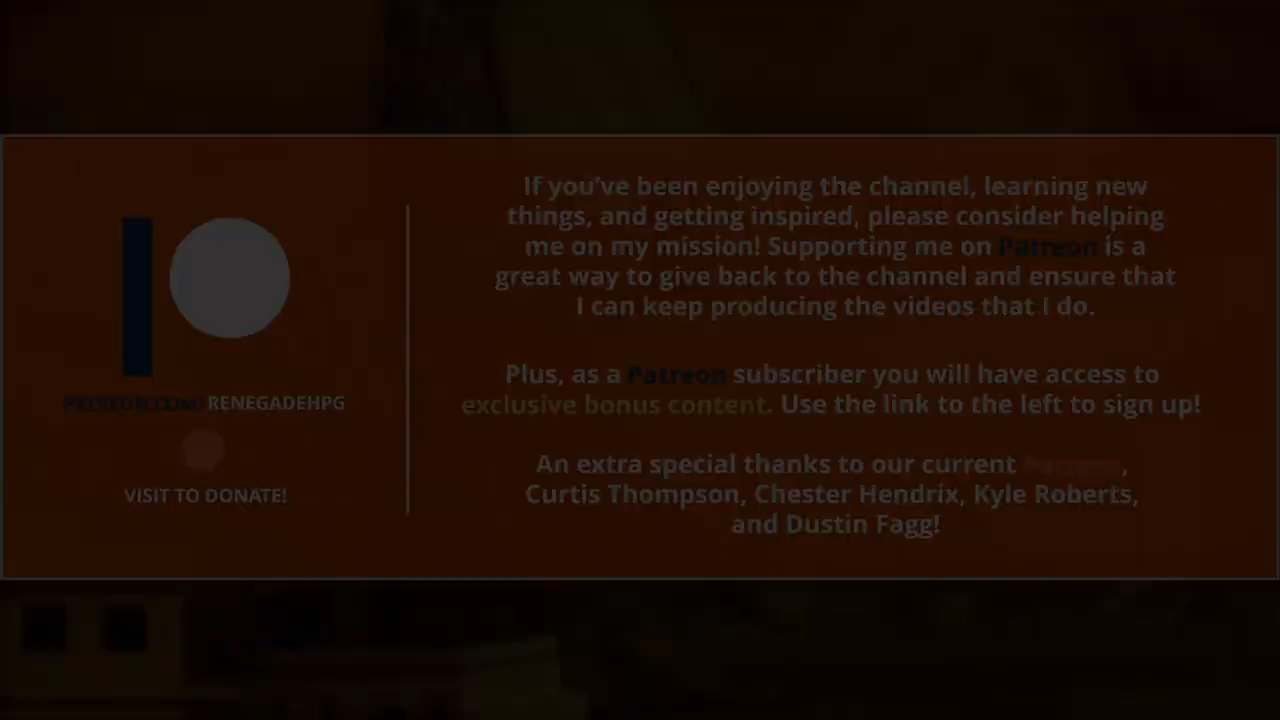 If you've been enjoying the channel, learning new
things, and getting inspired, please consider helping
me on my mission! Supporting me on Patreon is a
great way to give back to the channel and ensure that
I can keep producing the videos that I do.
Plus, as a Patreon subscriber you will have access to
exclusive bonus content. Use the link to the left to sign up!
An extra special thanks to our current Patrons,
Curtis Thompson, Chester Hendrix, Kyle Roberts,
and Dustin Fagg!
PATREON.COM/RENEGADEHPG
VISIT TO DONATE!